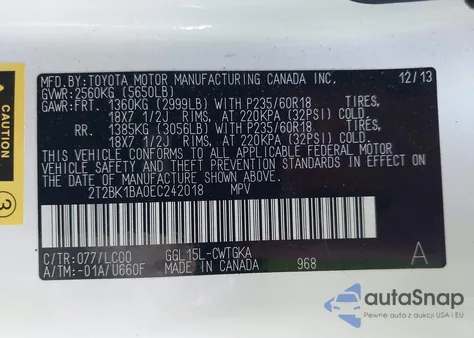 MFD.BY:TOYOTA MOTOR MANUFACTURING CANADA INC. 12/13
GVWR:2560KG (5650LB)
GAWR:FRT. 1360KG (2999LB) WITH P235/60R18 TIRES,
18X7 1/2J RIMS, AT 220KPA (32PSI) COLD.
RR. 1385KG (3056LB) WITH P235/60R18 TIRES,
18X7 1/2J RIMS, AT 220KPA (32PSI) COLD.
THIS VEHICLE CONFORMS TO ALL APPLICABLE FEDERAL MOTOR
VEHICLE SAFETY AND THEFT PREVENTION STANDARDS IN EFFECT ON
THE DATE OF MANUFACTURE SHOWN ABOVE.
2T2BK1BA0EC242018 MPV
C/TR:077/LC00 GGL15L-CWTGKA
A/TM:-01A/U660F MADE IN CANADA 968 A
CAUTION
3
autoSnap
Pewne auta z aukcji USA i EU